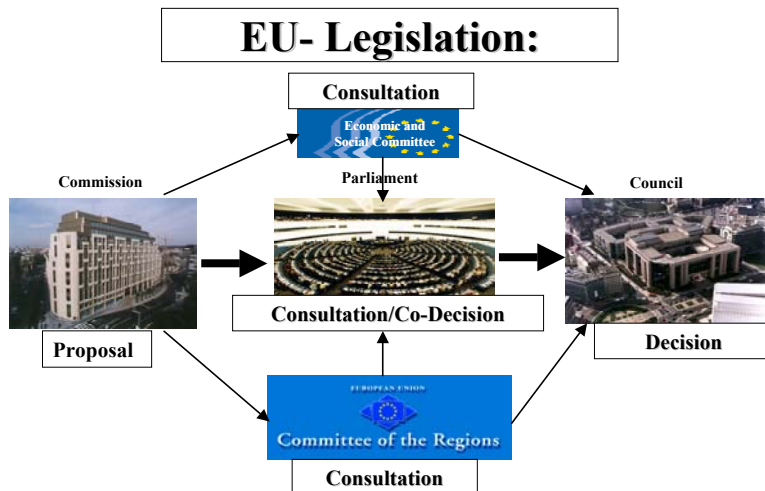 EU- Legislation:
Consultation
Economic and
Social Committee
Commission
Parliament
Council
Consultation/Co-Decision
Proposal
Decision
EUROPEAN UNION
Committee of the Regions
Consultation